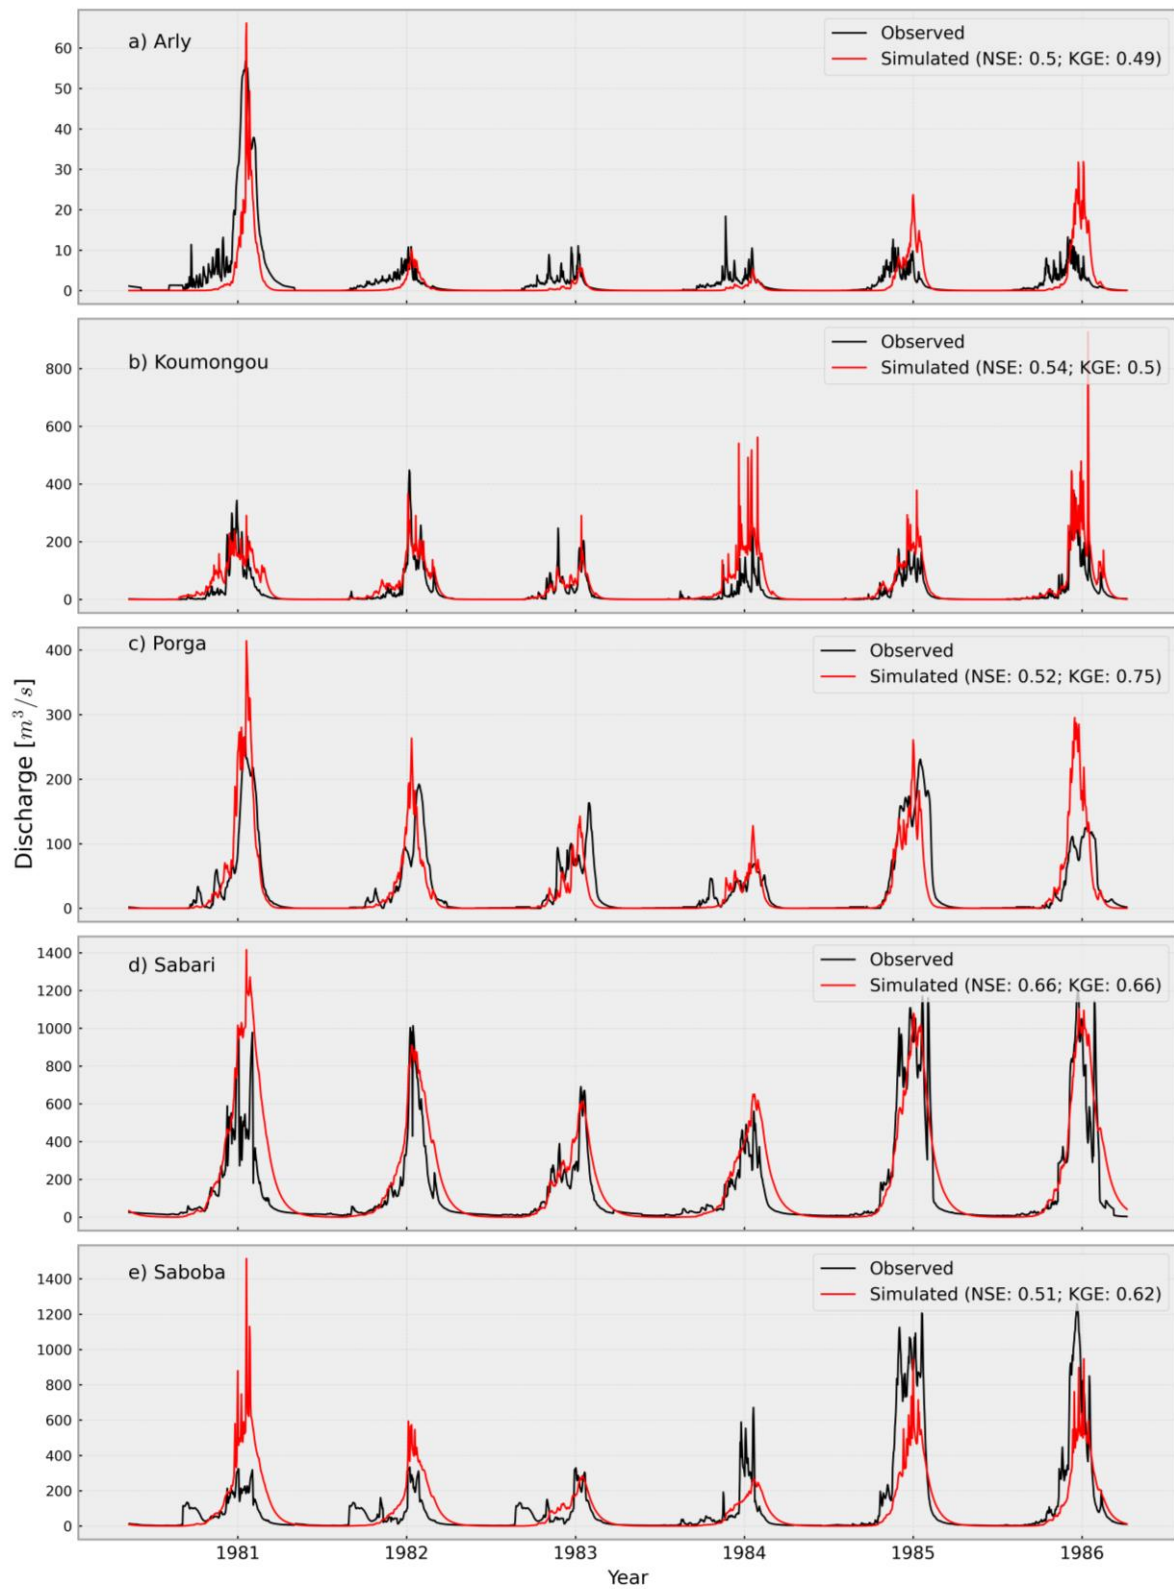 a) Arly
Observed
Simulated (NSE: 0.5; KGE: 0.49)
60
50
40
30
20
10
0
b) Koumongou
Observed
Simulated (NSE: 0.54; KGE: 0.5)
800
600
400
200
0
c) Porga
Observed
Simulated (NSE: 0.52; KGE: 0.75)
400
300
200
100
0
Discharge [m³/s]
d) Sabari
Observed
Simulated (NSE: 0.66; KGE: 0.66)
1400
1200
1000
800
600
400
200
0
e) Saboba
Observed
Simulated (NSE: 0.51; KGE: 0.62)
1400
1200
1000
800
600
400
200
0
1981 1982 1983 1984 1985 1986
Year